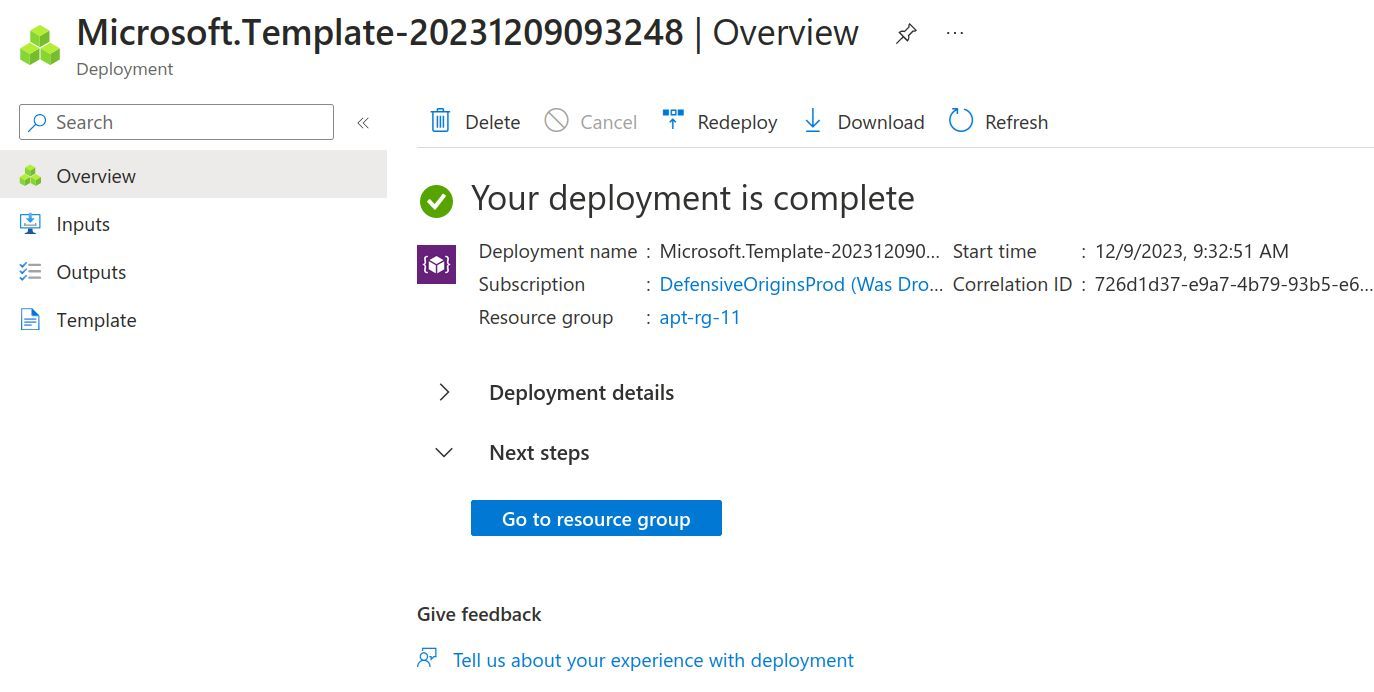 Microsoft.Template-20231209093248 | Overview
Deployment
Search
Delete Cancel Redeploy Download Refresh
Overview
Inputs
Outputs
Template
Your deployment is complete
Deployment name : Microsoft.Template-202312090... Start time : 12/9/2023, 9:32:51 AM
Subscription : DefensiveOriginsProd (Was Dro... Correlation ID : 726d1d37-e9a7-4b79-93b5-e6...
Resource group : apt-rg-11
Deployment details
Next steps
Go to resource group
Give feedback
Tell us about your experience with deployment